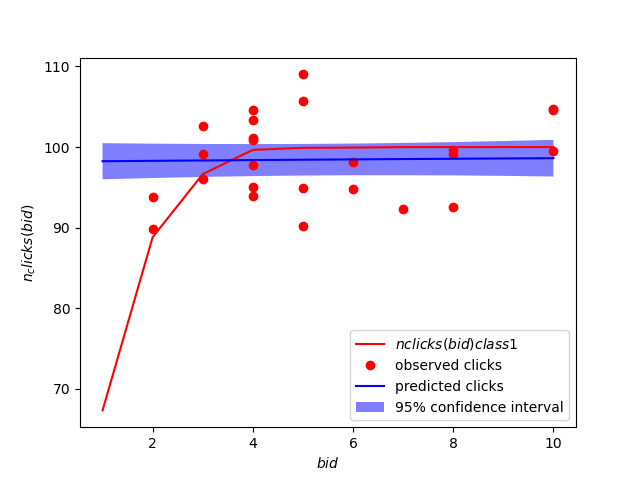 110
100
90
80
70
n_clicks(bid)
2
4
6
8
10
bid
nclicks(bid)class1
observed clicks
predicted clicks
95% confidence interval